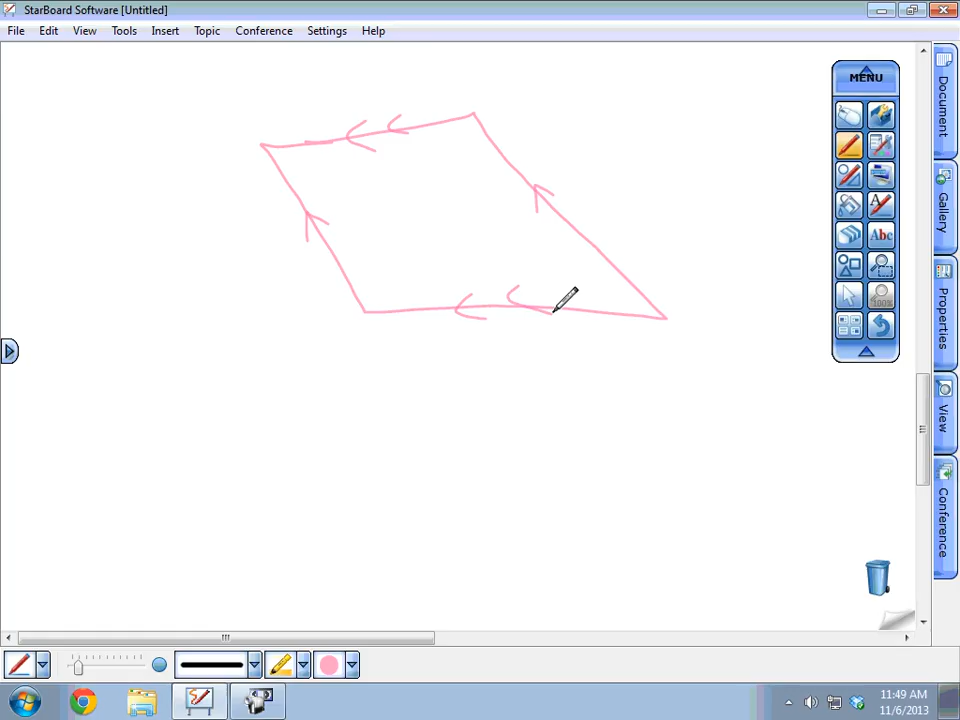 StarBoard Software [Untitled]
File Edit View Tools Insert Topic Conference Settings Help
MENU
Abc
100%
Document
Gallery
Properties
View
Conference
11:49 AM
11/6/2013